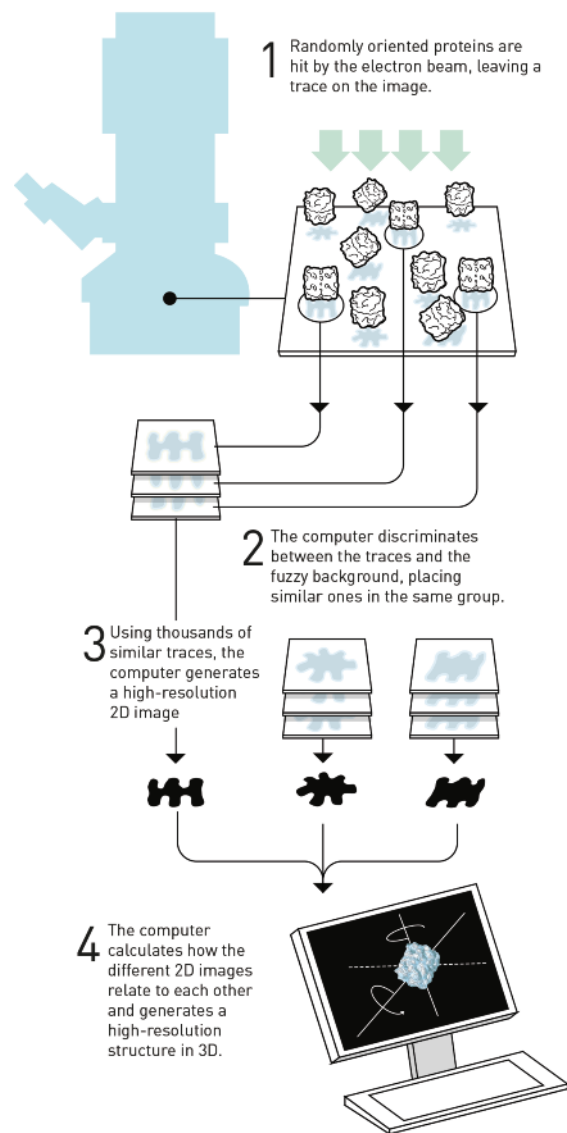 1 Randomly oriented proteins are
hit by the electron beam, leaving a
trace on the image.
2 The computer discriminates
between the traces and the
fuzzy background, placing
similar ones in the same group.
3 Using thousands of
similar traces, the
computer generates
a high-resolution
2D image
4 The computer
calculates how the
different 2D images
relate to each other
and generates a
high-resolution
structure in 3D.